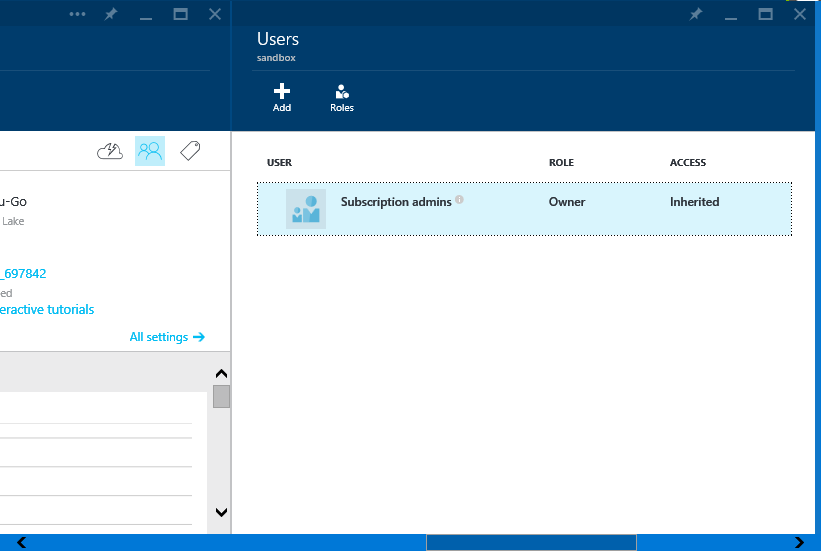 Users
sandbox
Add
Roles
u-Go
Lake
_697842
ed
eractive tutorials
All settings
USER ROLE ACCESS
Subscription admins Owner Inherited